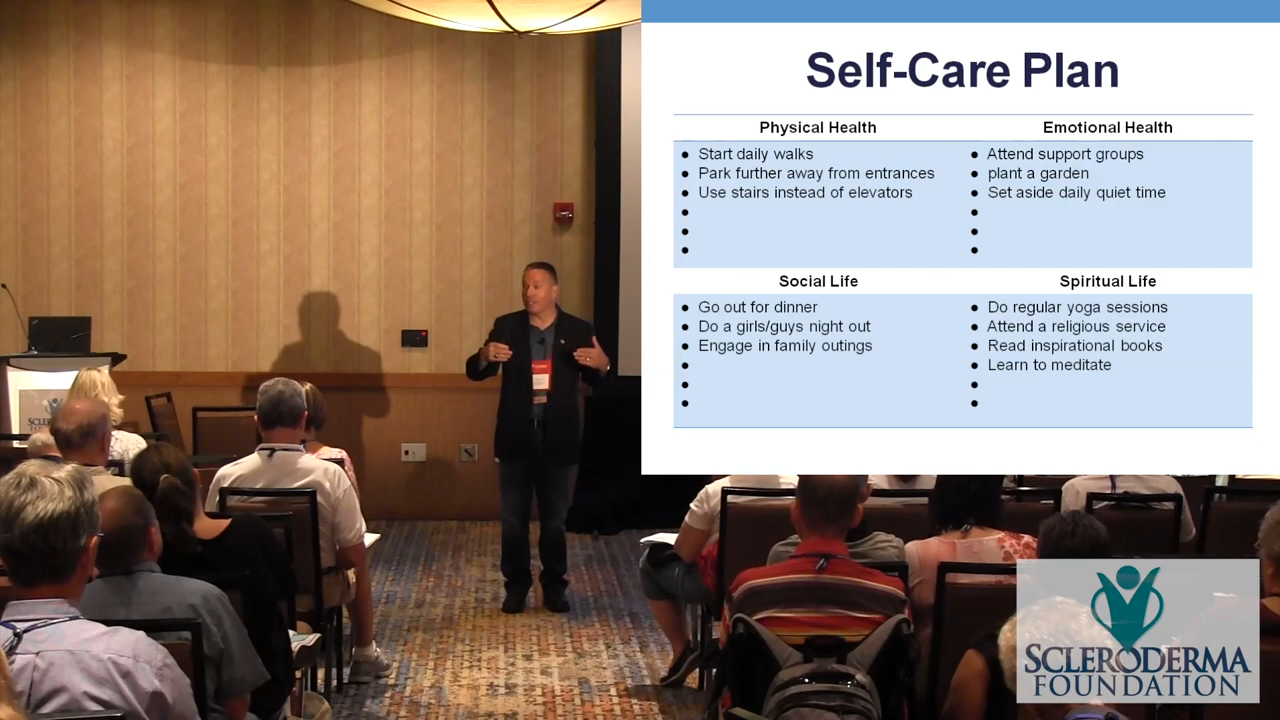 Self-Care Plan
Physical Health
Emotional Health
● Start daily walks
● Park further away from entrances
● Use stairs instead of elevators
●
●
●
● Attend support groups
● plant a garden
● Set aside daily quiet time
●
●
●
Social Life
Spiritual Life
● Go out for dinner
● Do a girls/guys night out
● Engage in family outings
●
●
●
● Do regular yoga sessions
● Attend a religious service
● Read inspirational books
● Learn to meditate
●
●
SCLERODERMA
FOUNDATION